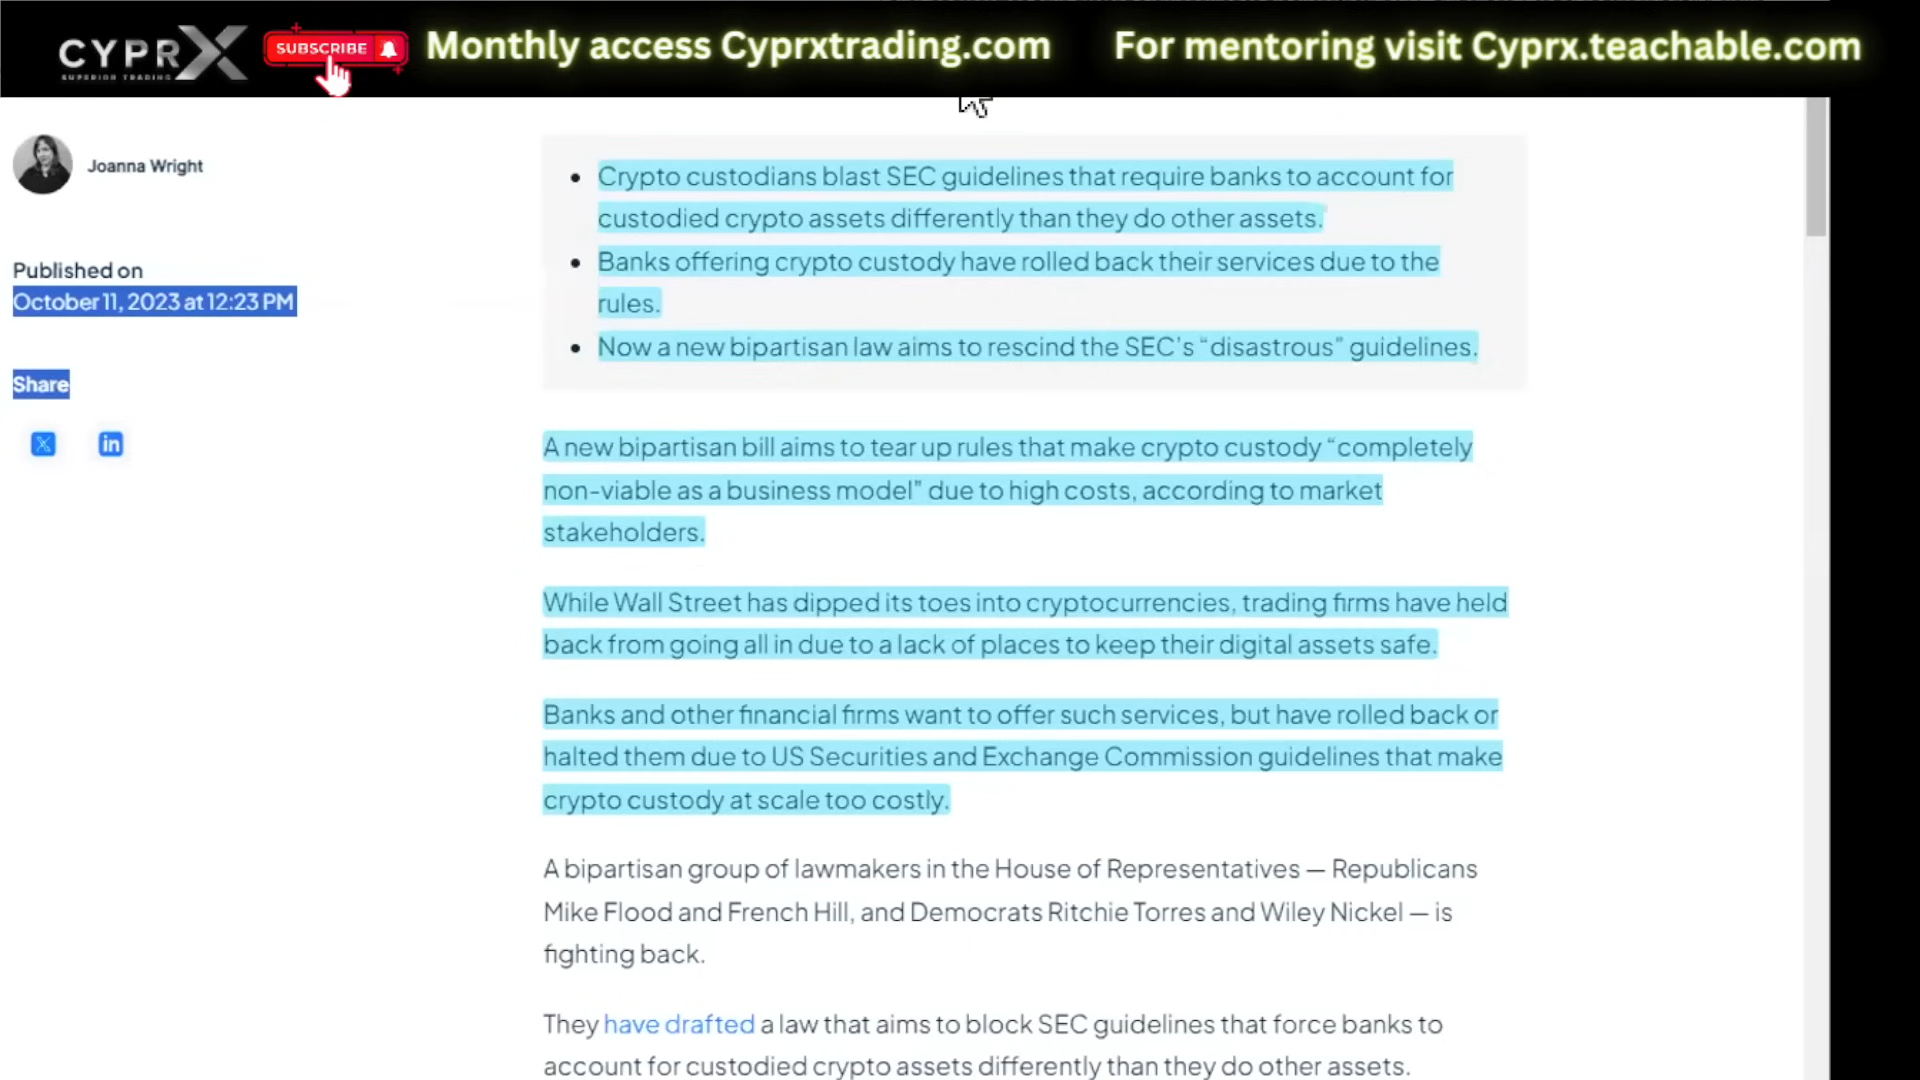 CYPRX
SUPERIOR TRADING
SUBSCRIBE
Monthly access Cyprxtrading.com
For mentoring visit Cyprx.teachable.com
Joanna Wright
Published on
October 11, 2023 at 12:23 PM
Share
Crypto custodians blast SEC guidelines that require banks to account for
custodied crypto assets differently than they do other assets.
Banks offering crypto custody have rolled back their services due to the
rules.
Now a new bipartisan law aims to rescind the SEC's “disastrous” guidelines.
A new bipartisan bill aims to tear up rules that make crypto custody “completely
non-viable as a business model” due to high costs, according to market
stakeholders.
While Wall Street has dipped its toes into cryptocurrencies, trading firms have held
back from going all in due to a lack of places to keep their digital assets safe.
Banks and other financial firms want to offer such services, but have rolled back or
halted them due to US Securities and Exchange Commission guidelines that make
crypto custody at scale too costly.
A bipartisan group of lawmakers in the House of Representatives — Republicans
Mike Flood and French Hill, and Democrats Ritchie Torres and Wiley Nickel — is
fighting back.
They have drafted a law that aims to block SEC guidelines that force banks to
account for custodied crypto assets differently than they do other assets.